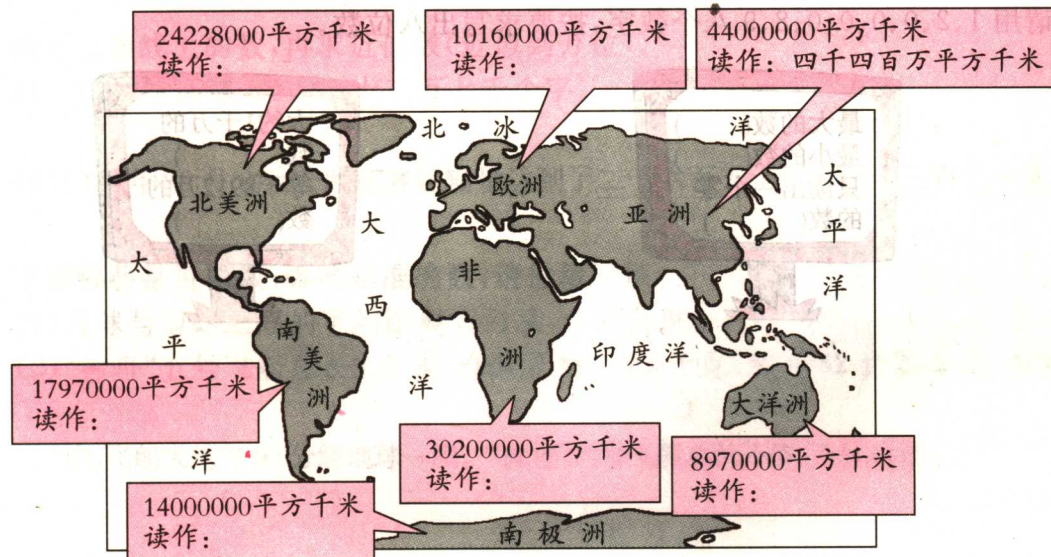 24228000平方千米
读作：
10160000平方千米
读作：
44000000平方千米
读作：四千四百万平方千米
北冰洋
北美洲
欧洲
亚洲
太平洋
大西洋
太平洋
非洲
南美洲
印度洋
大洋洲
17970000平方千米
读作：
30200000平方千米
读作：
8970000平方千米
读作：
14000000平方千米
读作：
南极洲